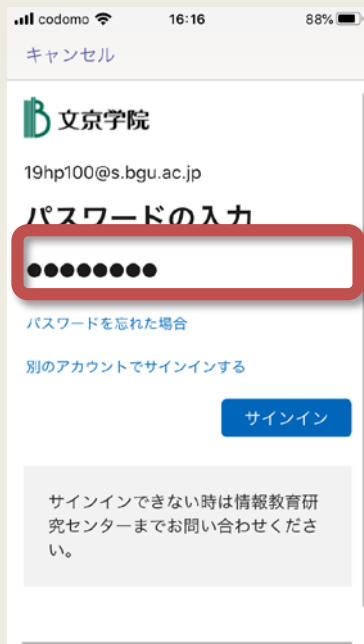 codomo 16:16 88%
キャンセル
文京学院
19hp100@s.bgu.ac.jp
パスワードの入力
●●●●●●●●
パスワードを忘れた場合
別のアカウントでサインインする
サインイン
サインインできない時は情報教育研
究センターまでお問い合わせくださ
い。